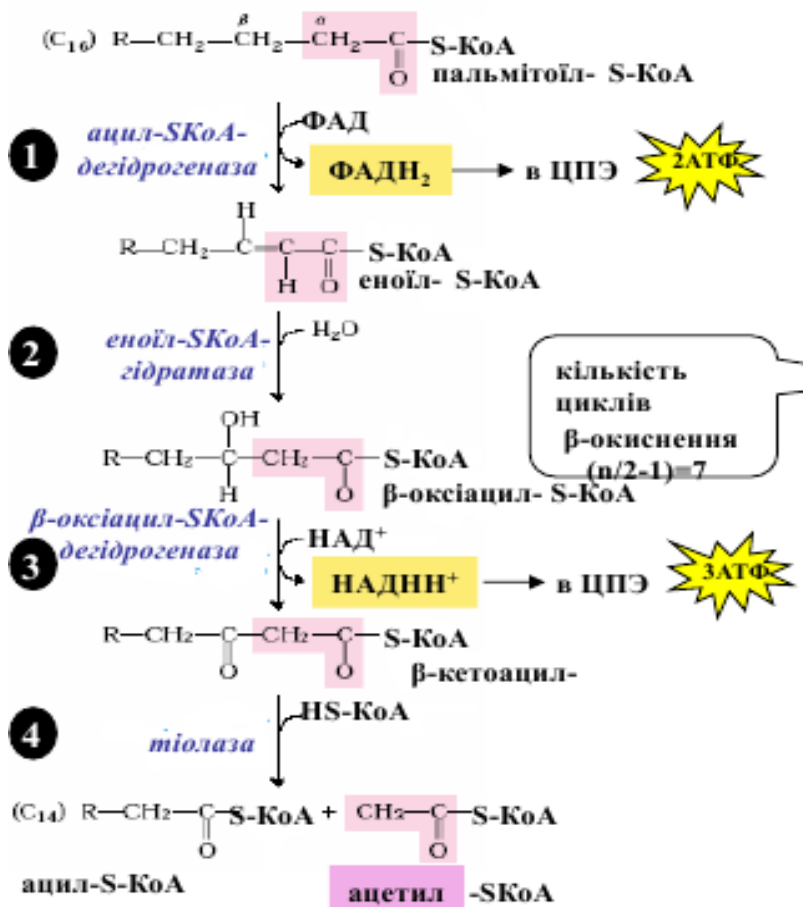 β α
(C₁₆) R—CH₂—CH₂—CH₂—C—S-КоА
O
пальмітоїл- S-КоА
1
ацил-SКоА-
дегідрогеназа
ФАД
ФАДН₂
в ЦПЭ
2АТФ
H
R—CH₂—C=C—C—S-КоА
H O
еноїл- S-КоА
2
еноїл-SКоА-
гідратаза
H₂O
кількість
циклів
β-окиснення
(n/2-1)=7
OH
R—CH₂—C—CH₂—C—S-КоА
H O
β-оксіацил- S-КоА
β-оксіацил-SКоА-
дегідрогеназа
3
НАД⁺
НАДНН⁺
в ЦПЭ
3АТФ
R—CH₂—C—CH₂—C—S-КоА
O O
β-кетоацил-
4
тіолаза
HS-КоА
(C₁₄) R—CH₂—C—S-КоА + CH₃—C—S-КоА
O O
ацил-S-КоА
ацетил -SКоА